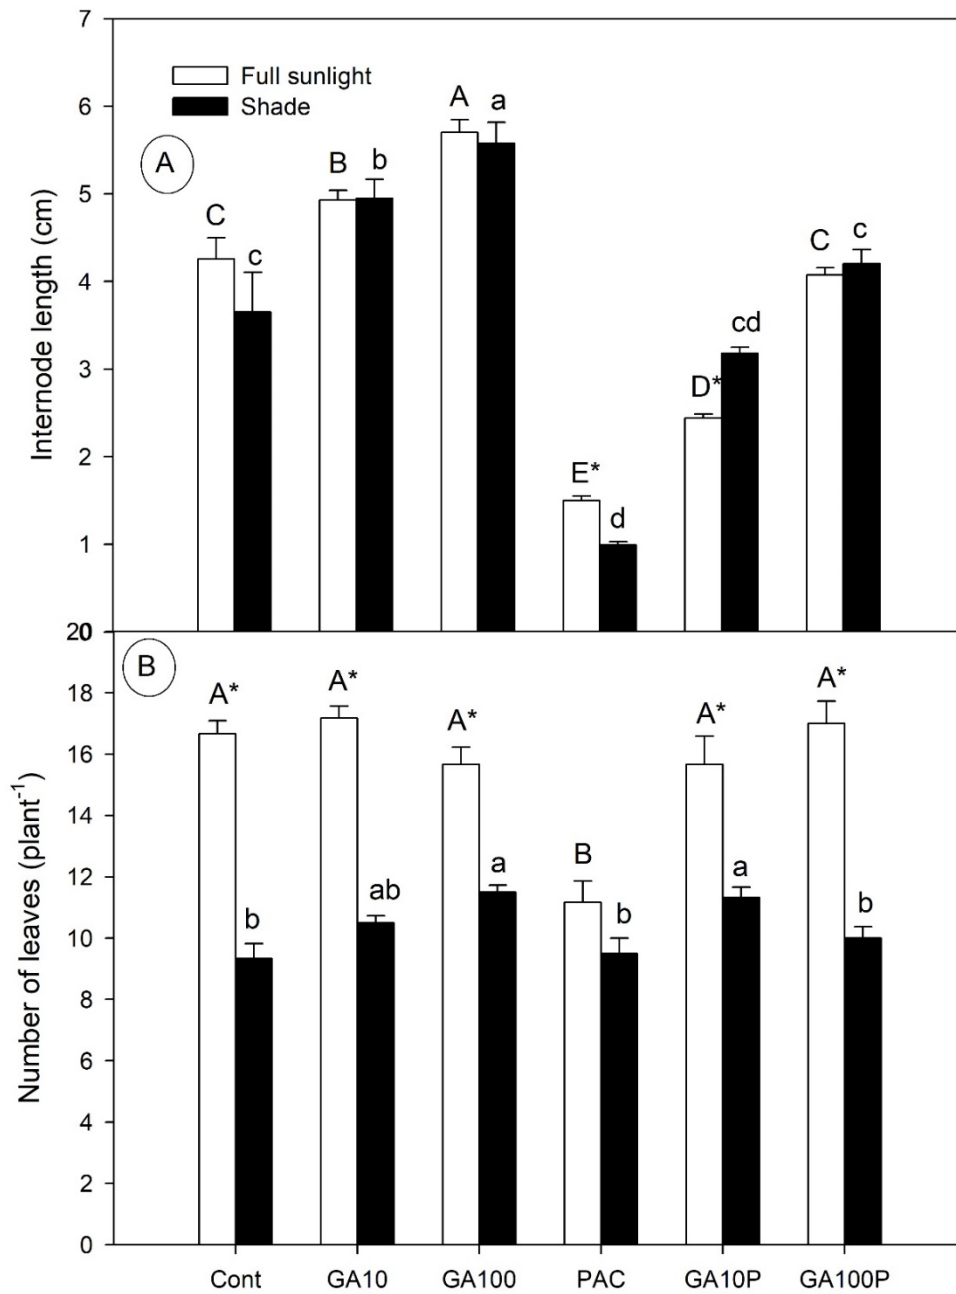 7
Full sunlight
Shade
6
A a
A
B b
5
C
c
C c
4
cd
3
D*
2
E*
d
1
0
Internode length (cm)
20
B
A* A* A* A* A* A*
18
16
14
12
B
a
a
ab
b
b
b
10
8
6
4
2
0
Number of leaves (plant-1)
Cont GA10 GA100 PAC GA10P GA100P